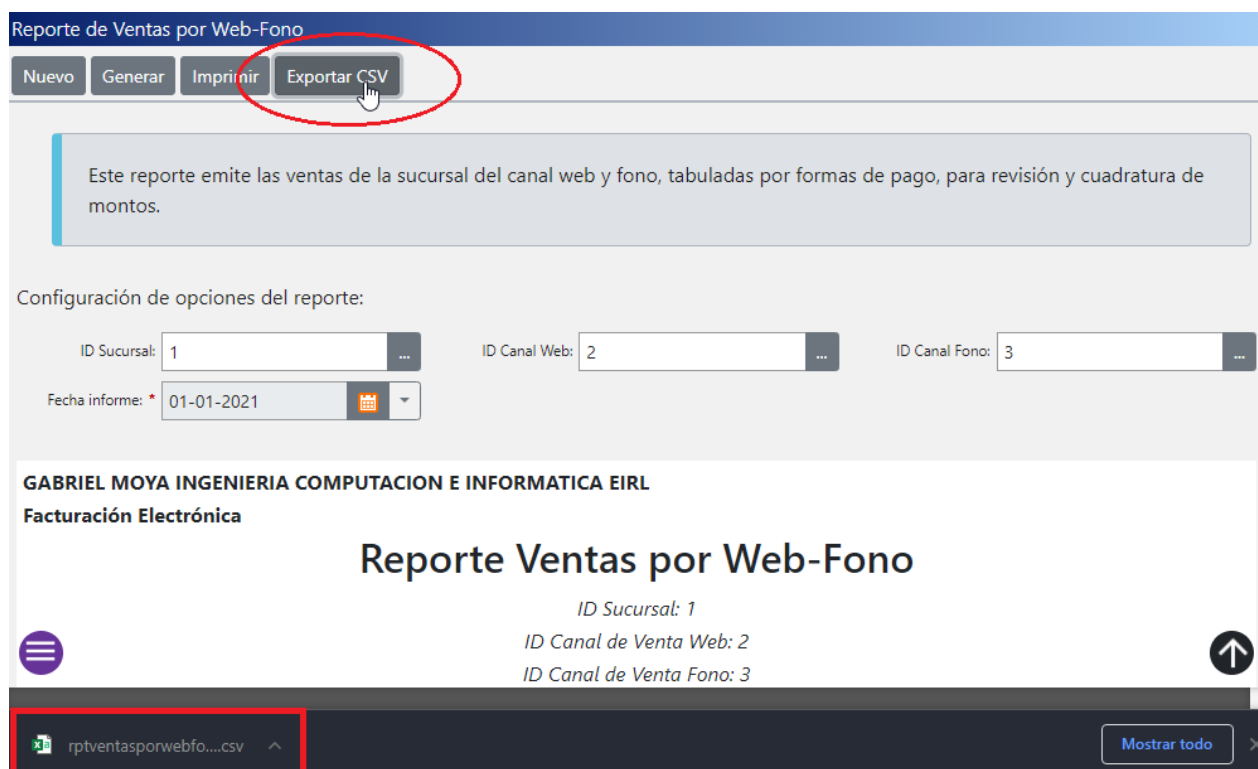 Reporte de Ventas por Web-Fono
Nuevo Generar Imprimir Exportar CSV
Este reporte emite las ventas de la sucursal del canal web y fono, tabuladas por formas de pago, para revisión y cuadratura de
montos.
Configuración de opciones del reporte:
ID Sucursal: 1 ... ID Canal Web: 2 ... ID Canal Fono: 3 ...
Fecha informe: * 01-01-2021
GABRIEL MOYA INGENIERIA COMPUTACION E INFORMATICA EIRL
Facturación Electrónica
Reporte Ventas por Web-Fono
ID Sucursal: 1
ID Canal de Venta Web: 2
ID Canal de Venta Fono: 3
rptventasporwebfo....csv Mostrar todo